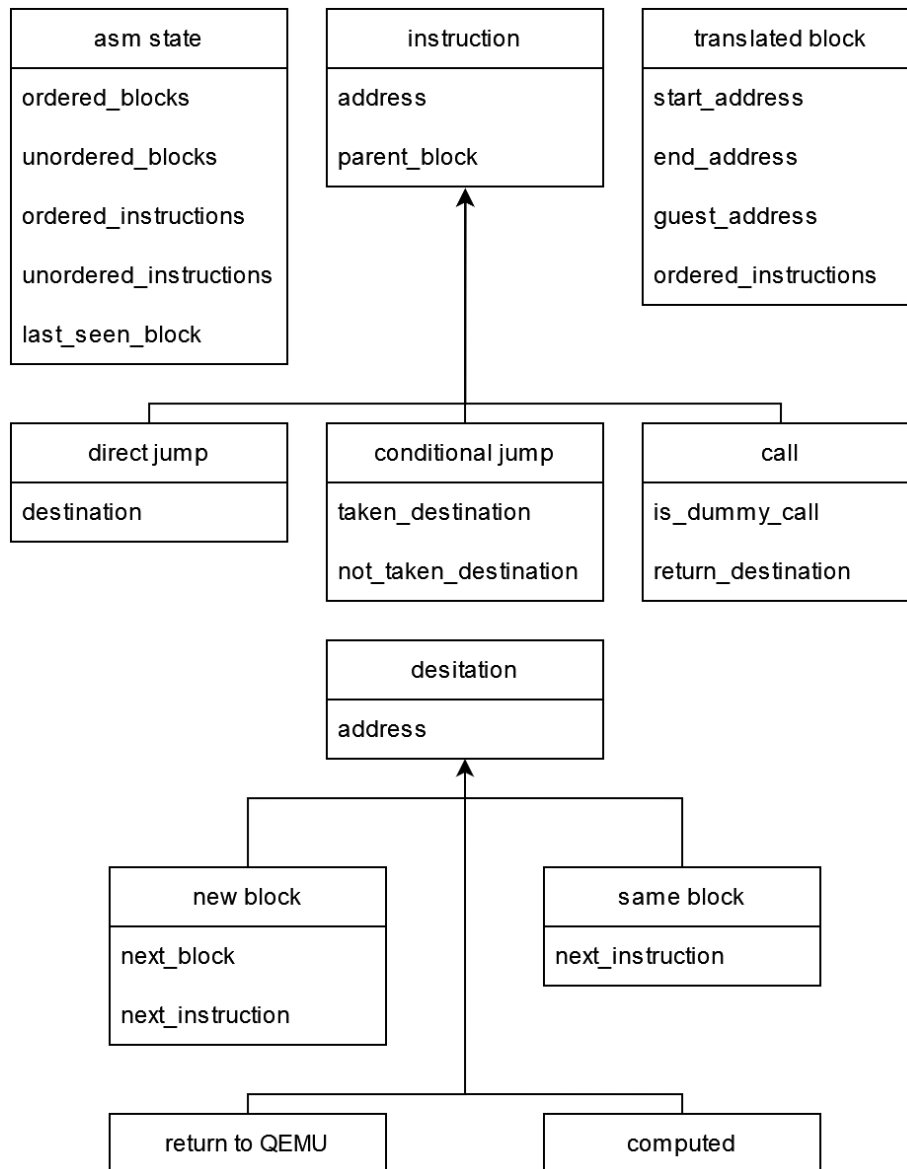 asm state
ordered_blocks
unordered_blocks
ordered_instructions
unordered_instructions
last_seen_block
instruction
address
parent_block
translated block
start_address
end_address
guest_address
ordered_instructions
direct jump
destination
conditional jump
taken_destination
not_taken_destination
call
is_dummy_call
return_destination
desitation
address
new block
next_block
next_instruction
same block
next_instruction
return to QEMU
computed